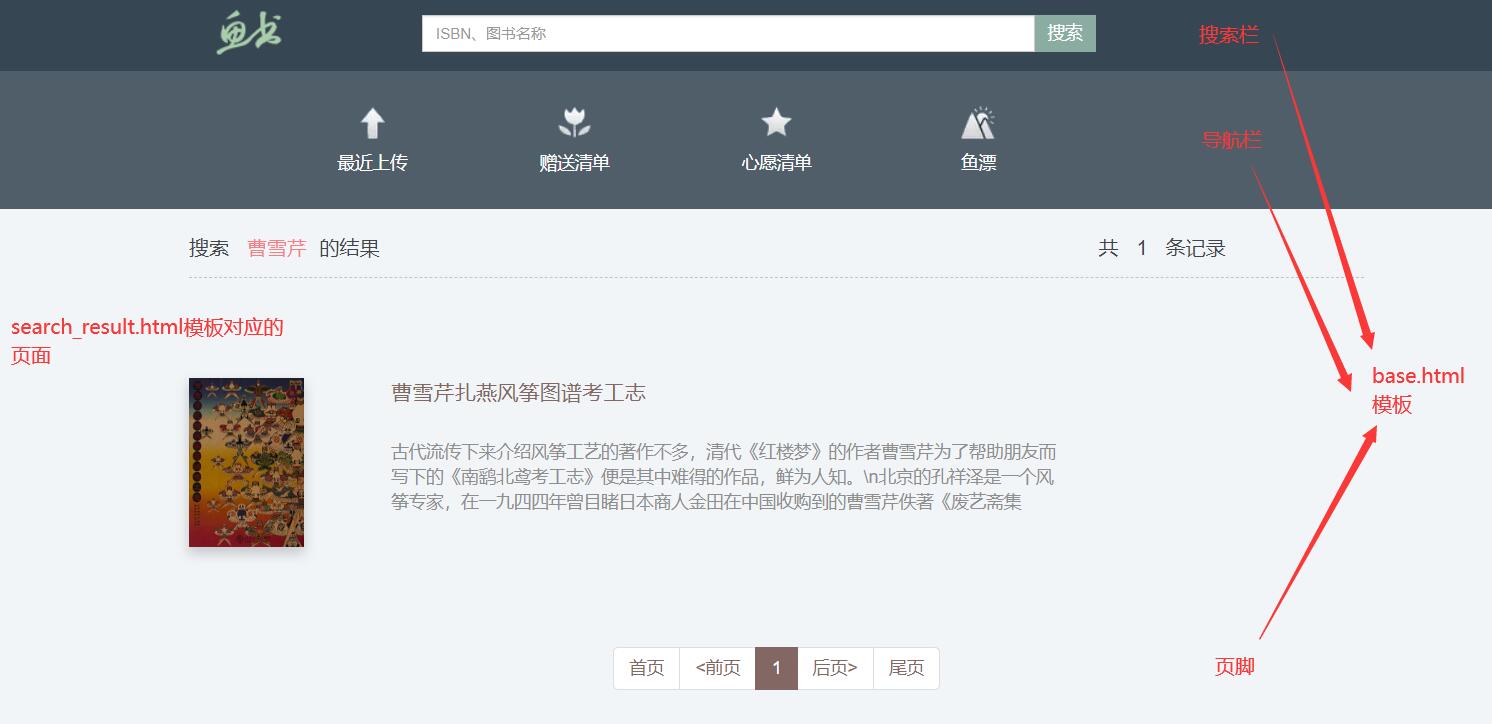 鱼书
ISBN、图书名称
搜索
搜索栏
导航栏
最近上传
赠送清单
心愿清单
鱼漂
搜索 曹雪芹 的结果
共 1 条记录
search_result.html模板对应的
页面
base.html
模板
曹雪芹扎燕风筝图谱考工志
古代流传下来介绍风筝工艺的著作不多，清代《红楼梦》的作者曹雪芹为了帮助朋友而
写下的《南鹞北鸢考工志》便是其中难得的作品，鲜为人知。\n北京的孔祥泽是一个风
筝专家，在一九四四年曾目睹日本商人金田在中国收购到的曹雪芹佚著《废艺斋集
首页
<前页
1
后页>
尾页
页脚